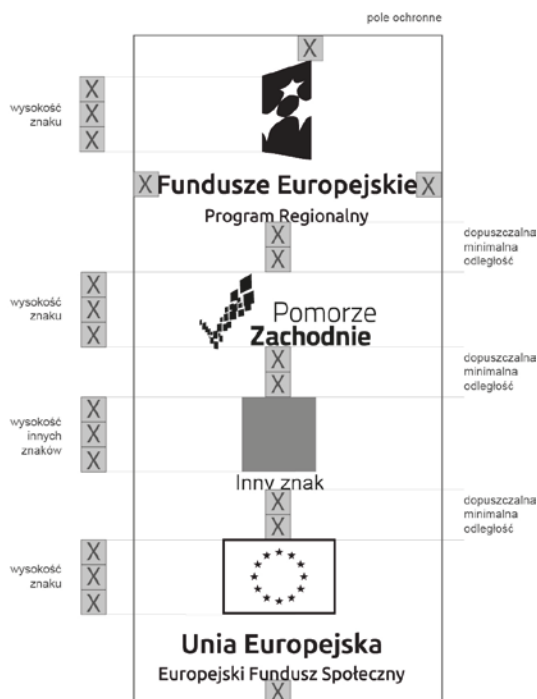 pole ochronne
X
wysokość
znaku
X
X
X
X
Fundusze Europejskie
X
Program Regionalny
X
X
dopuszczalna
minimalna
odległość
wysokość
znaku
X
X
X
Pomorze
Zachodnie
X
X
dopuszczalna
minimalna
odległość
wysokość
innych
znaków
X
X
X
Inny znak
X
X
dopuszczalna
minimalna
odległość
wysokość
znaku
X
X
X
Unia Europejska
Europejski Fundusz Społeczny
X